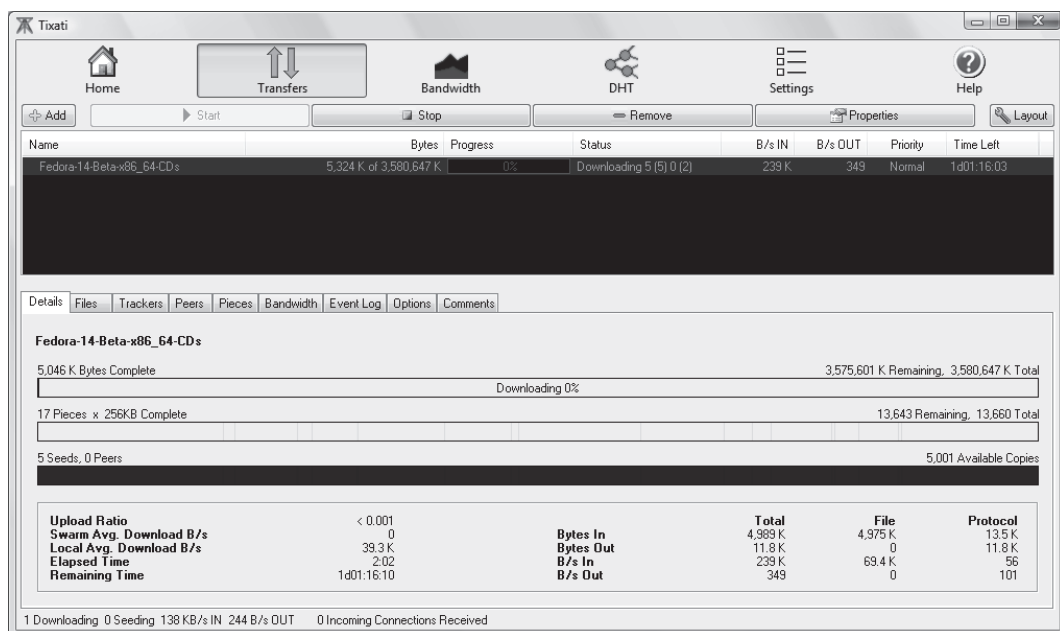 Tixati
Home Transfers Bandwidth DHT Settings Help
Add Start Stop Remove Properties Layout
Name Bytes Progress Status B/s IN B/s OUT Priority Time Left
Fedora-14-Beta-x86_64-CDs 5,324 K of 3,580,647 K 0% Downloading 5 (5) 0 (2) 239 K 349 Normal 1d01:16:03
Details Files Trackers Peers Pieces Bandwidth Event Log Options Comments
Fedora-14-Beta-x86_64-CDs
5,046 K Bytes Complete 3,575,601 K Remaining, 3,580,647 K Total
Downloading 0%
17 Pieces x 256KB Complete 13,643 Remaining, 13,660 Total
5 Seeds, 0 Peers 5,001 Available Copies
Upload Ratio < 0.001 Total File Protocol
Swarm Avg. Download B/s 0 Bytes In 4,989 K 4,975 K 13.5 K
Local Avg. Download B/s 39.3 K Bytes Out 11.8 K 0 11.8 K
Elapsed Time 2:02 B/s In 239 K 69.4 K 56
Remaining Time 1d01:16:10 B/s Out 349 0 101
1 Downloading 0 Seeding 138 KB/s IN 244 B/s OUT 0 Incoming Connections Received